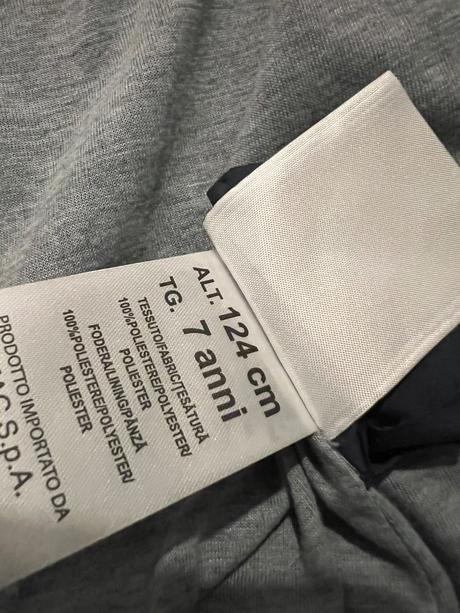 ALT. 124 cm
TG. 7 anni
TESSUTO/FABRIC/ȚESĂTURĂ
100%POLIESTERE/POLYESTER/
POLIESTER
FODERA/LINING/PÂNZĂ
100%POLIESTERE/POLYESTER/
POLIESTER
PRODOTTO IMPORTATO DA
S.p.A.